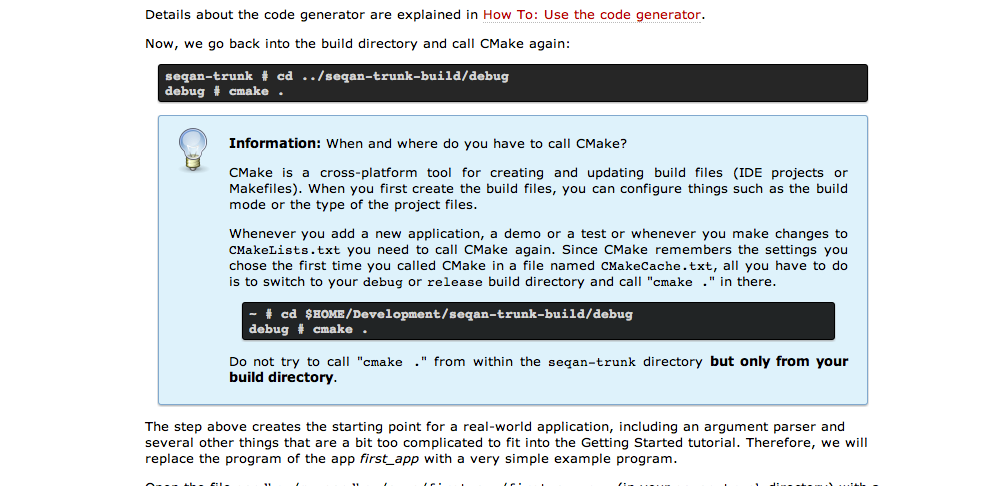 Details about the code generator are explained in How To: Use the code generator.
Now, we go back into the build directory and call CMake again:
seqan-trunk # cd ../seqan-trunk-build/debug
debug # cmake .
Information: When and where do you have to call CMake?
CMake is a cross-platform tool for creating and updating build files (IDE projects or
Makefiles). When you first create the build files, you can configure things such as the build
mode or the type of the project files.
Whenever you add a new application, a demo or a test or whenever you make changes to
CMakeLists.txt you need to call CMake again. Since CMake remembers the settings you
chose the first time you called CMake in a file named CMakeCache.txt, all you have to do
is to switch to your debug or release build directory and call "cmake ." in there.
~ # cd $HOME/Development/seqan-trunk-build/debug
debug # cmake .
Do not try to call "cmake ." from within the seqan-trunk directory but only from your
build directory.
The step above creates the starting point for a real-world application, including an argument parser and
several other things that are a bit too complicated to fit into the Getting Started tutorial. Therefore, we will
replace the program of the app first_app with a very simple example program.